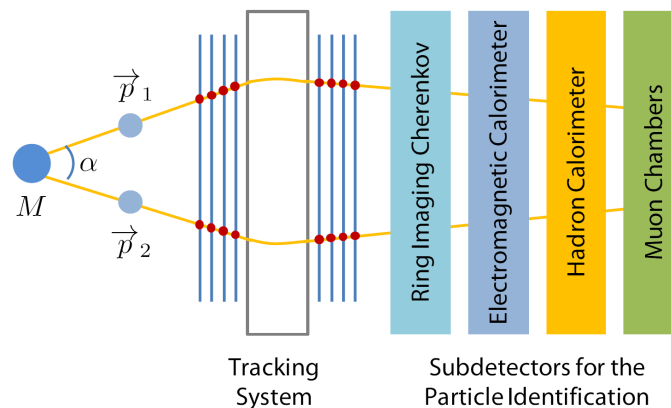 p⃗₁
α
M
p⃗₂
Ring Imaging Cherenkov
Electromagnetic Calorimeter
Hadron Calorimeter
Muon Chambers
Tracking
System
Subdetectors for the
Particle Identification